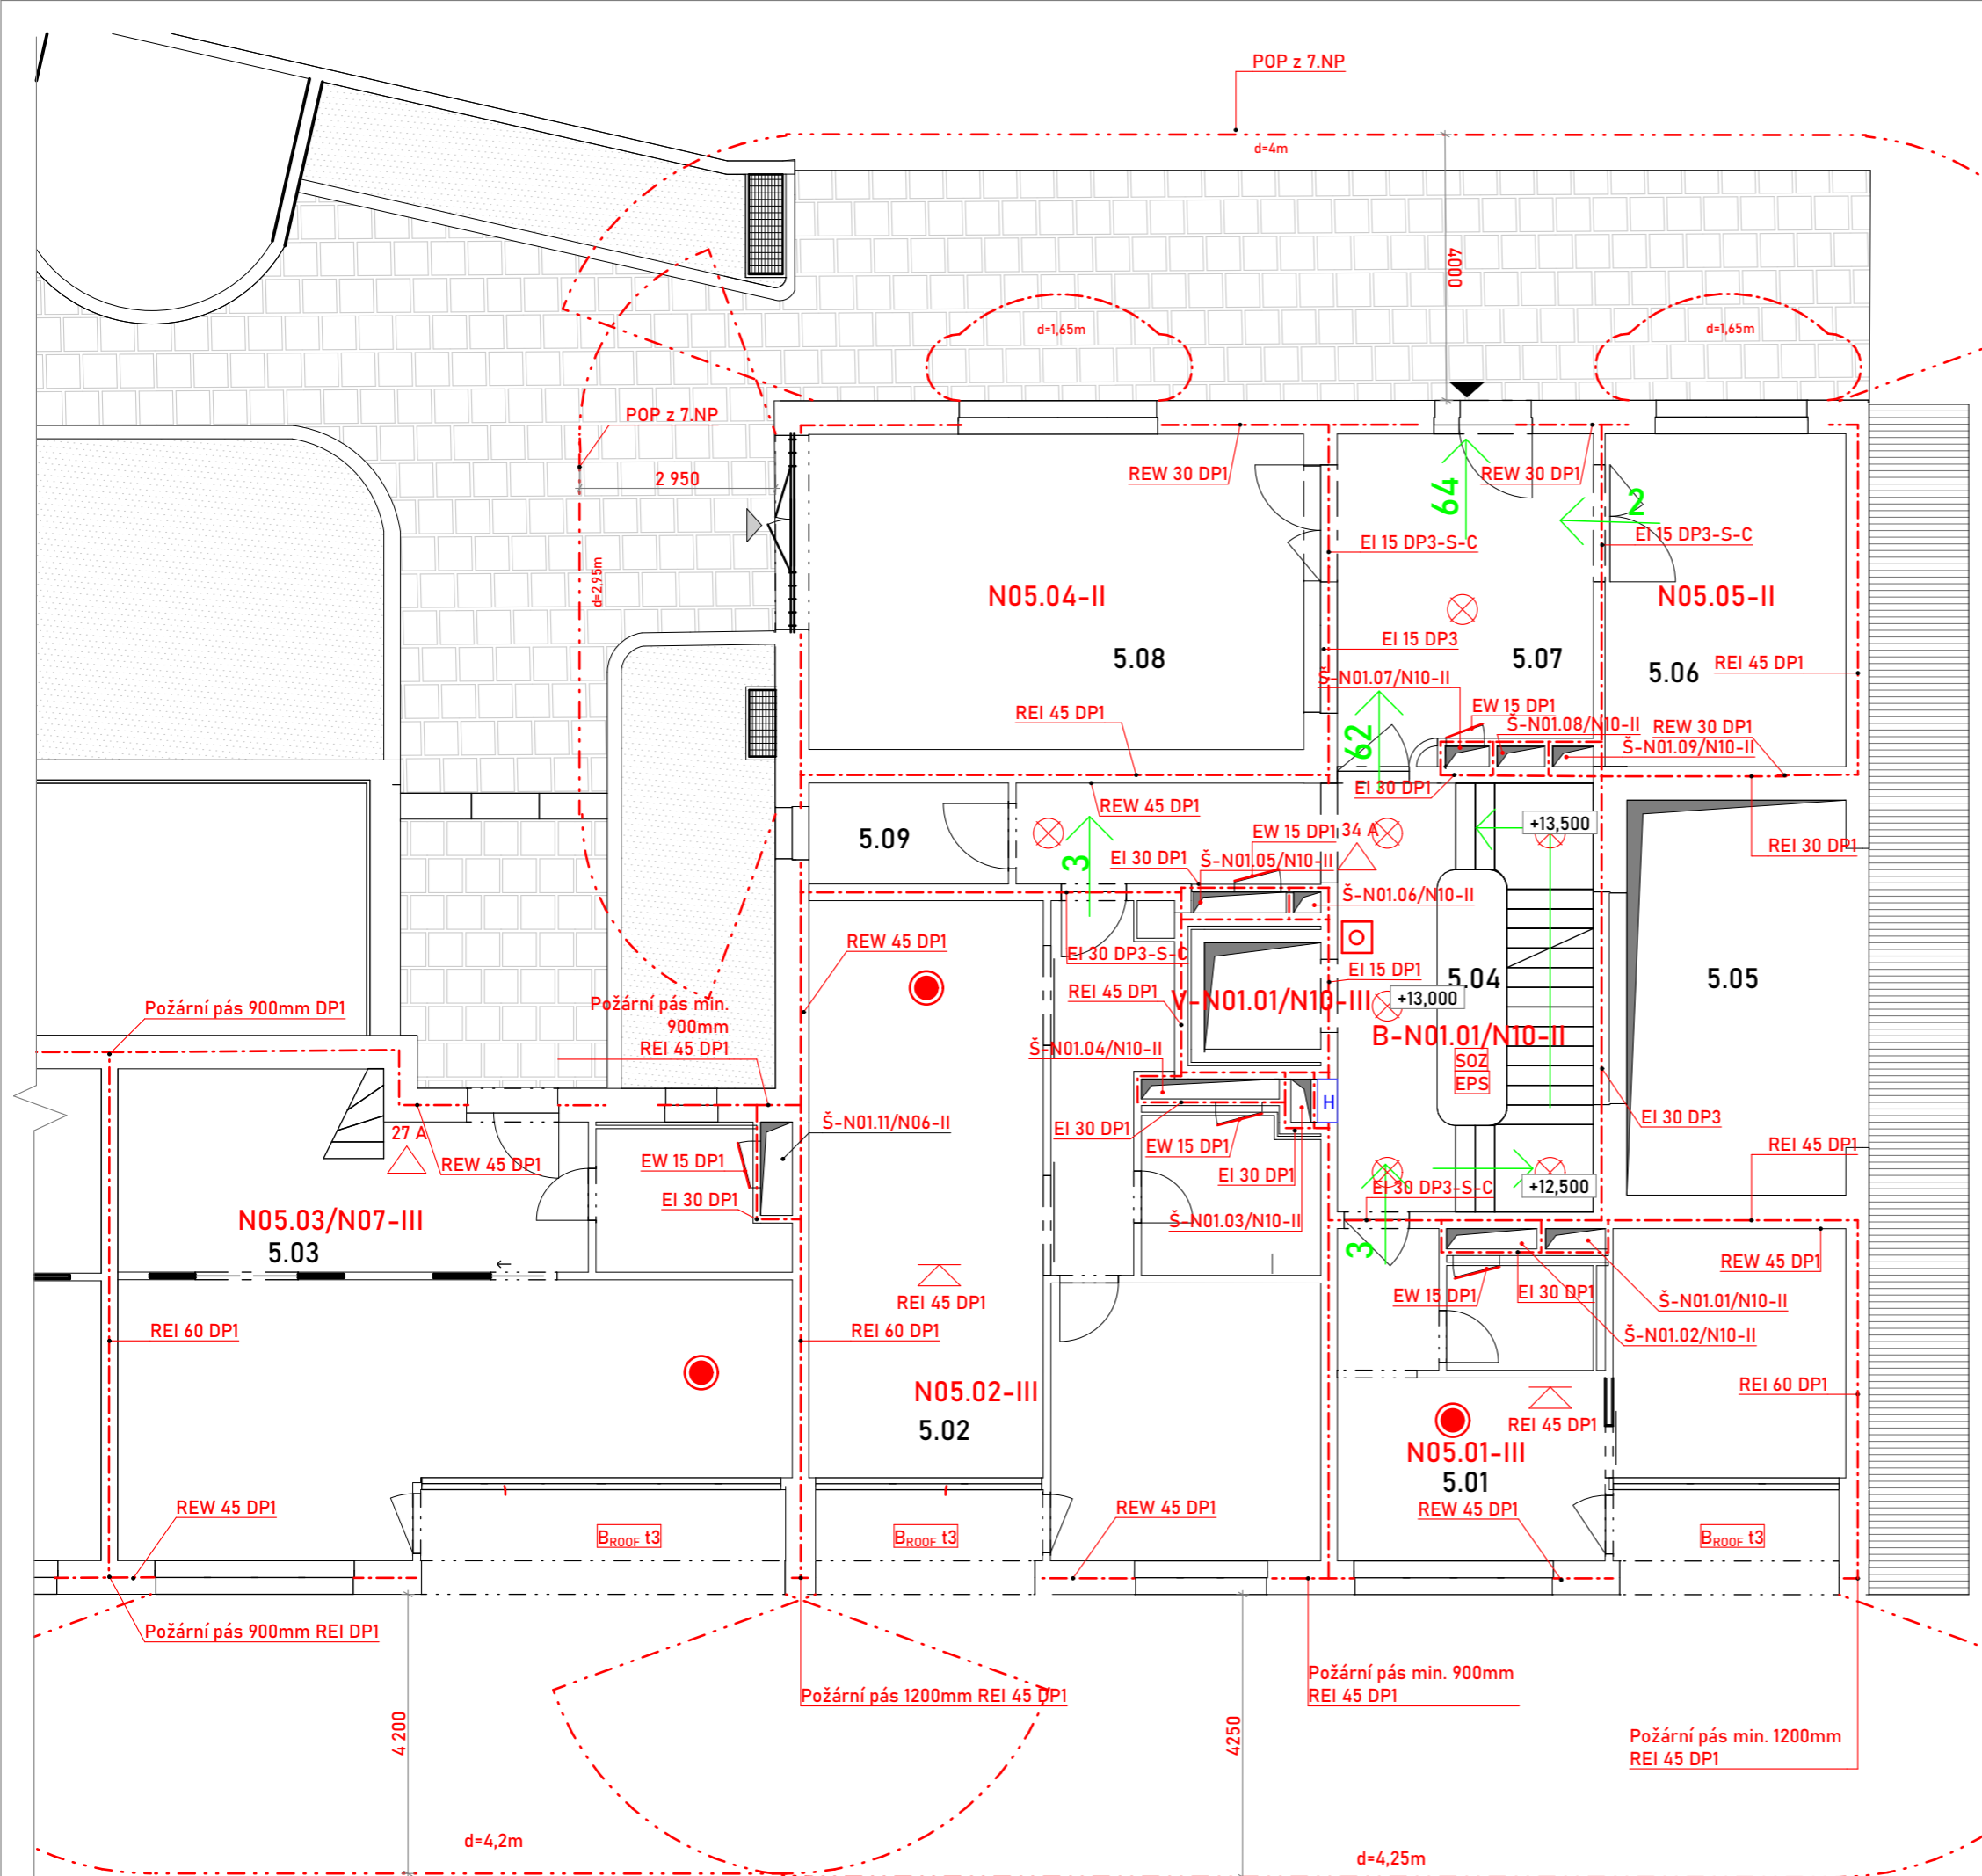 POP z 7.NP
d=4m
4000
d=1,65m
d=1,65m
POP z 7.NP
2 950
REW 30 DP1
64
REW 30 DP1
2
EI 15 DP3-S-C
EI 15 DP3-S-C
d=2,95m
N05.04-II
N05.05-II
EI 15 DP3
5.08
5.07
5.06
REI 45 DP1
Š-N01.07/N10-II
REI 45 DP1
EW 15 DP1
Š-N01.08/N10-II
REW 30 DP1
62
Š-N01.09/N10-II
EI 30 DP1
REW 45 DP1
+13,500
5.09
EW 15 DP1
34 A
REI 30 DP1
3
EI 30 DP1
Š-N01.05/N10-II
Š-N01.06/N10-II
REW 45 DP1
EI 30 DP3-S-C
EI 15 DP1
5.04
5.05
REI 45 DP1
V-N01.01/N10-III
+13,000
Požární pás 900mm DP1
Požární pás min.
900mm
REI 45 DP1
B-N01.01/N10-II
Š-N01.04/N10-II
SOZ
EPS
H
27 A
Š-N01.11/N06-II
EI 30 DP1
EI 30 DP3
REW 45 DP1
EW 15 DP1
EW 15 DP1
REI 45 DP1
EI 30 DP1
EI 30 DP1
EI 30 DP3-S-C
+12,500
N05.03/N07-III
5.03
Š-N01.03/N10-II
3
REW 45 DP1
REI 45 DP1
EW 15 DP1
EI 30 DP1
Š-N01.01/N10-II
REI 60 DP1
REI 60 DP1
Š-N01.02/N10-II
N05.02-III
5.02
REI 60 DP1
REI 45 DP1
N05.01-III
5.01
REW 45 DP1
REW 45 DP1
REW 45 DP1
BROOF t3
BROOF t3
BROOF t3
Požární pás 900mm REI DP1
Požární pás 1200mm REI 45 DP1
Požární pás min. 900mm
REI 45 DP1
4 200
4250
Požární pás min. 1200mm
REI 45 DP1
d=4,2m
d=4,25m